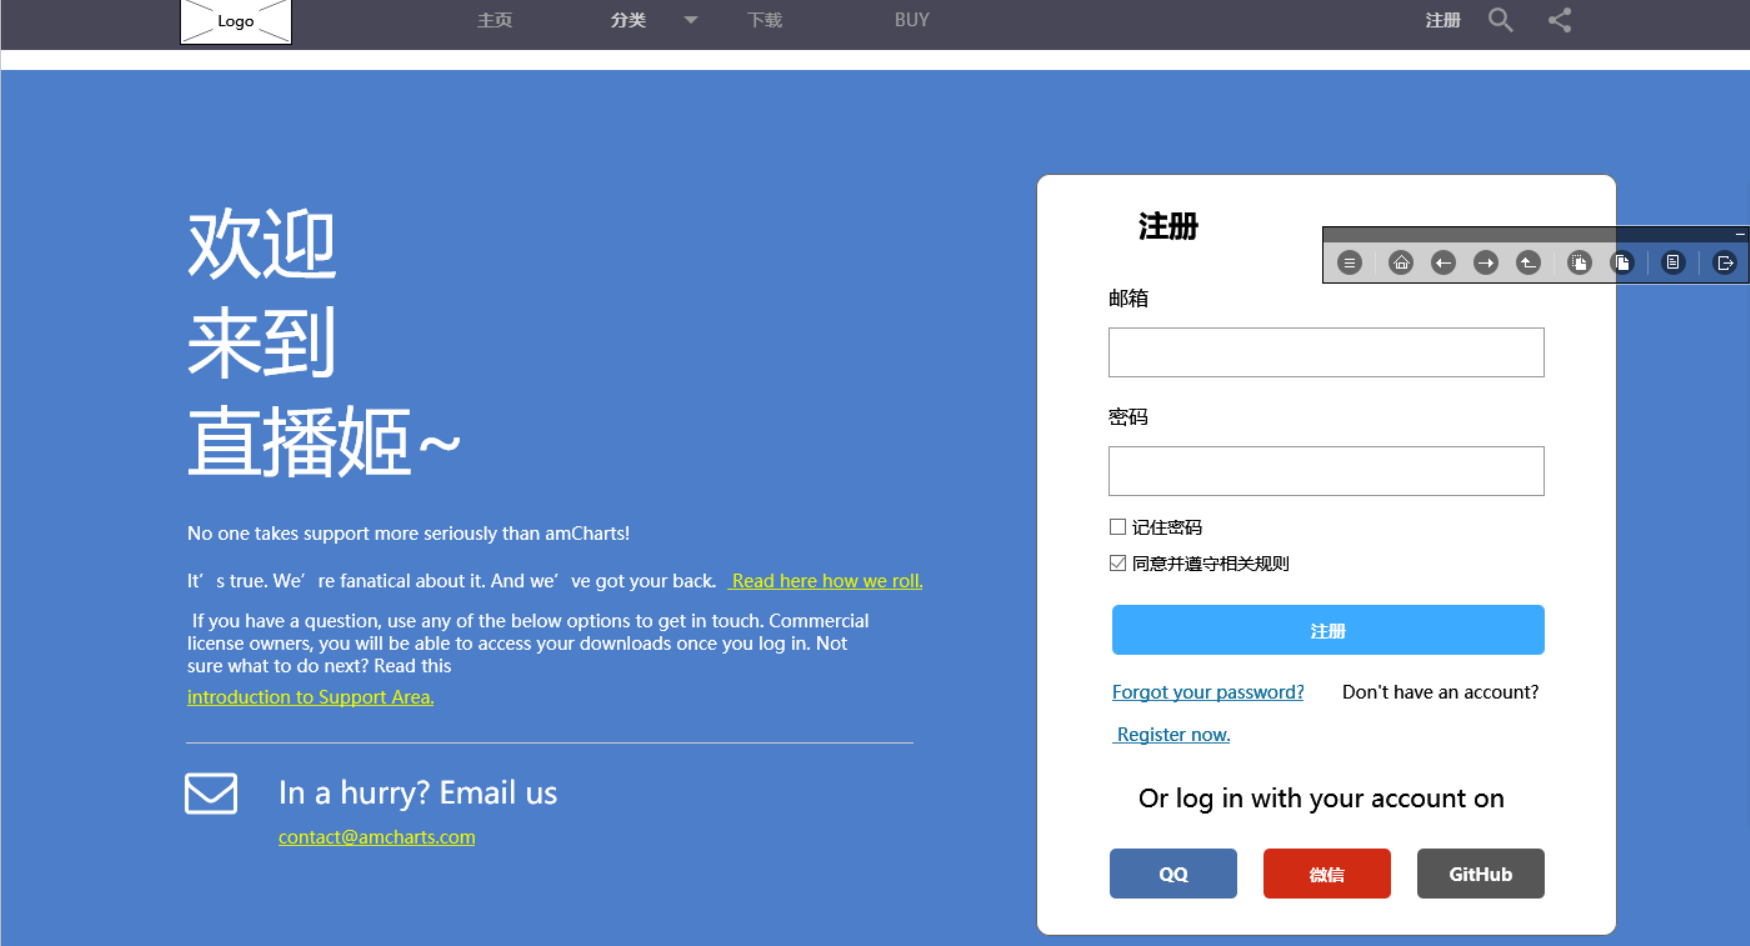 Logo
主页
分类
下载
BUY
注册
欢迎
来到
直播姬~
No one takes support more seriously than amCharts!
It’s true. We’re fanatical about it. And we’ve got your back. Read here how we roll.
If you have a question, use any of the below options to get in touch. Commercial
license owners, you will be able to access your downloads once you log in. Not
sure what to do next? Read this
introduction to Support Area.
In a hurry? Email us
contact@amcharts.com
注册
邮箱
密码
记住密码
同意并遵守相关规则
注册
Forgot your password?
Don't have an account?
Register now.
Or log in with your account on
QQ
微信
GitHub